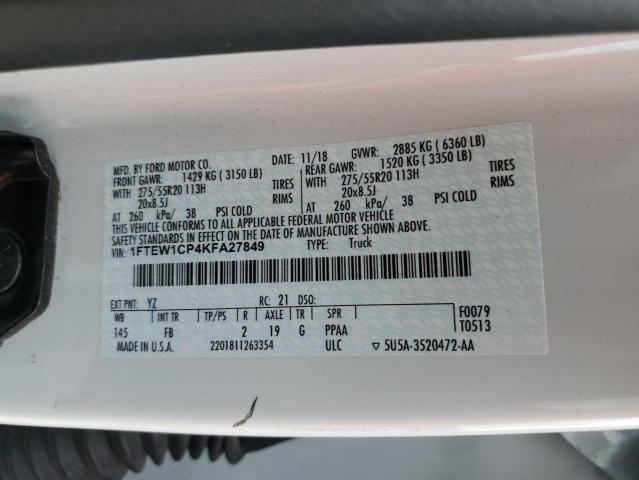 MFD. BY FORD MOTOR CO.
DATE: 11/18 GVWR: 2885 KG ( 6360 LB)
FRONT GAWR: 1429 KG ( 3150 LB) REAR GAWR: 1520 KG ( 3350 LB)
WITH 275/55R20 113H TIRES WITH 275/55R20 113H TIRES
20x8.5J RIMS 20x8.5J RIMS
AT 260 kPa/ 38 PSI COLD AT 260 kPa/ 38 PSI COLD
THIS VEHICLE CONFORMS TO ALL APPLICABLE FEDERAL MOTOR VEHICLE
SAFETY STANDARDS IN EFFECT ON THE DATE OF MANUFACTURE SHOWN ABOVE.
VIN: 1FTEW1CP4KFA27849 TYPE: Truck
EXT PNT: YZ RC: 21 DSO:
WB INT TR TP/PS R AXLE TR SPR F0079
145 FB 2 19 G PPAA T0513
MADE IN U.S.A. 2201811263354 ULC ▽ 5U5A-3520472-AA